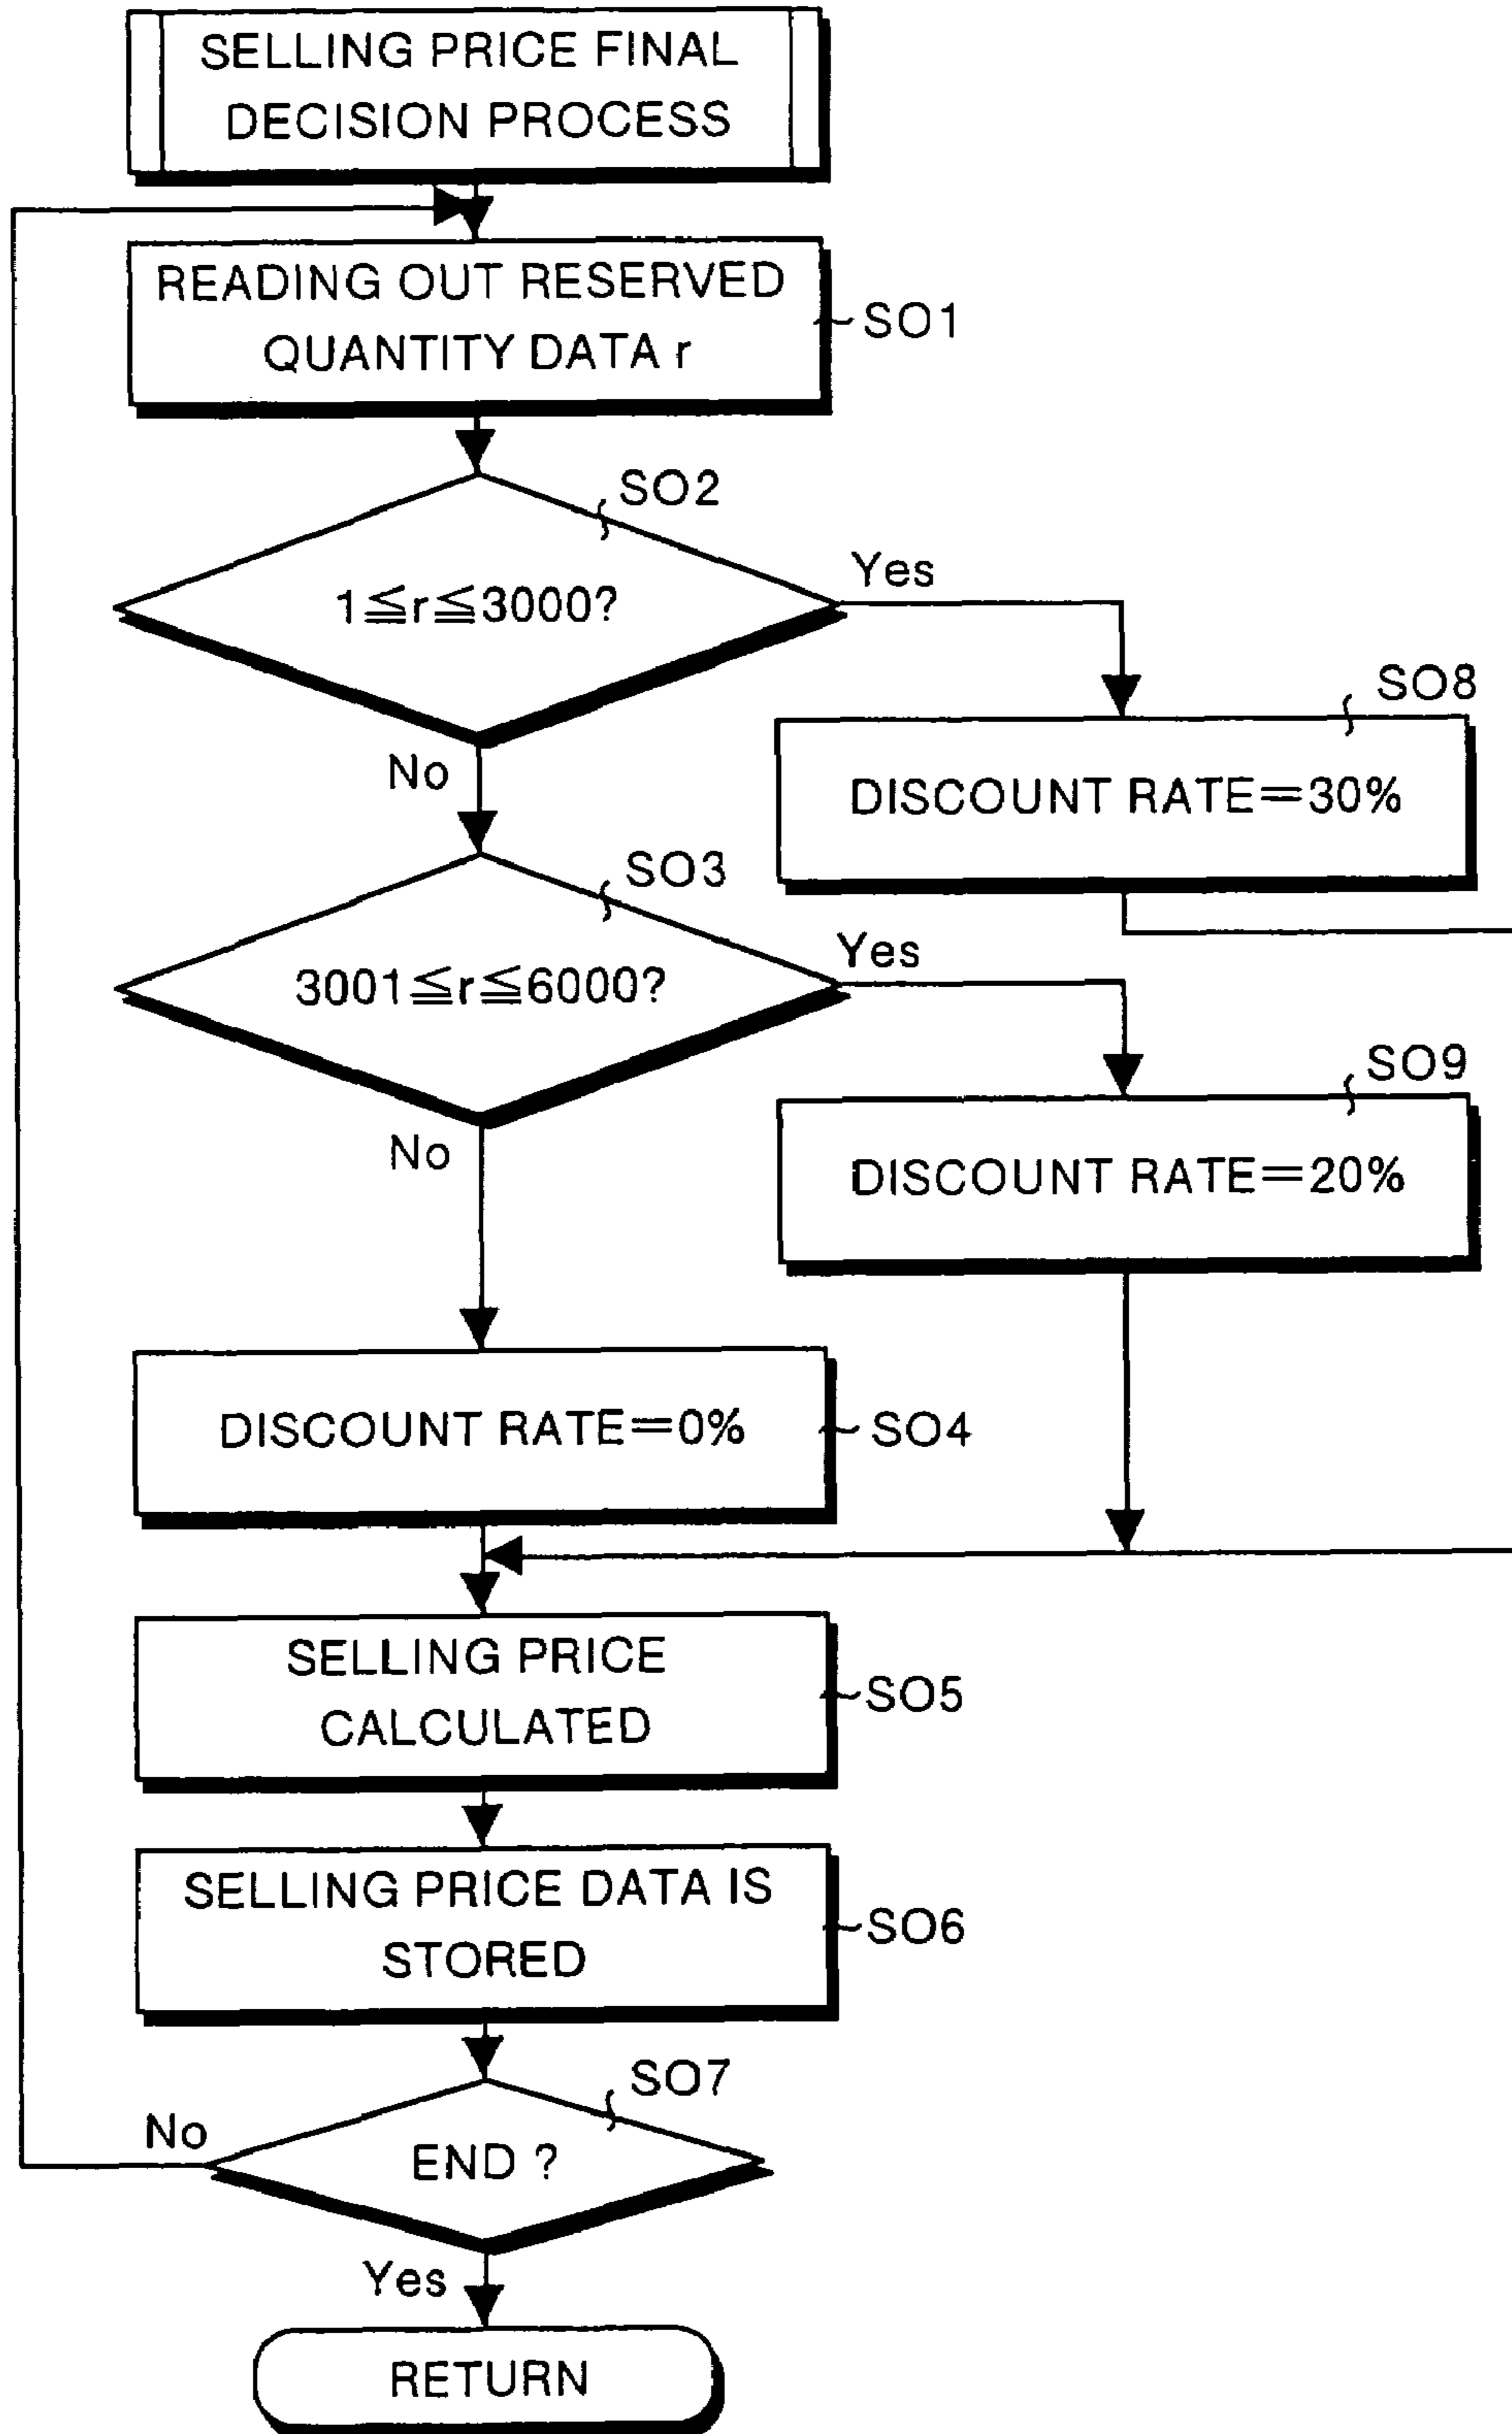 SELLING PRICE FINAL
DECISION PROCESS
READING OUT RESERVED
QUANTITY DATA r
SO1
SO2
1≦r≦3000?
Yes
No
SO8
DISCOUNT RATE=30%
SO3
3001≦r≦6000?
Yes
No
SO9
DISCOUNT RATE=20%
DISCOUNT RATE=0%
SO4
SELLING PRICE
CALCULATED
SO5
SELLING PRICE DATA IS
STORED
SO6
SO7
No
END ?
Yes
RETURN